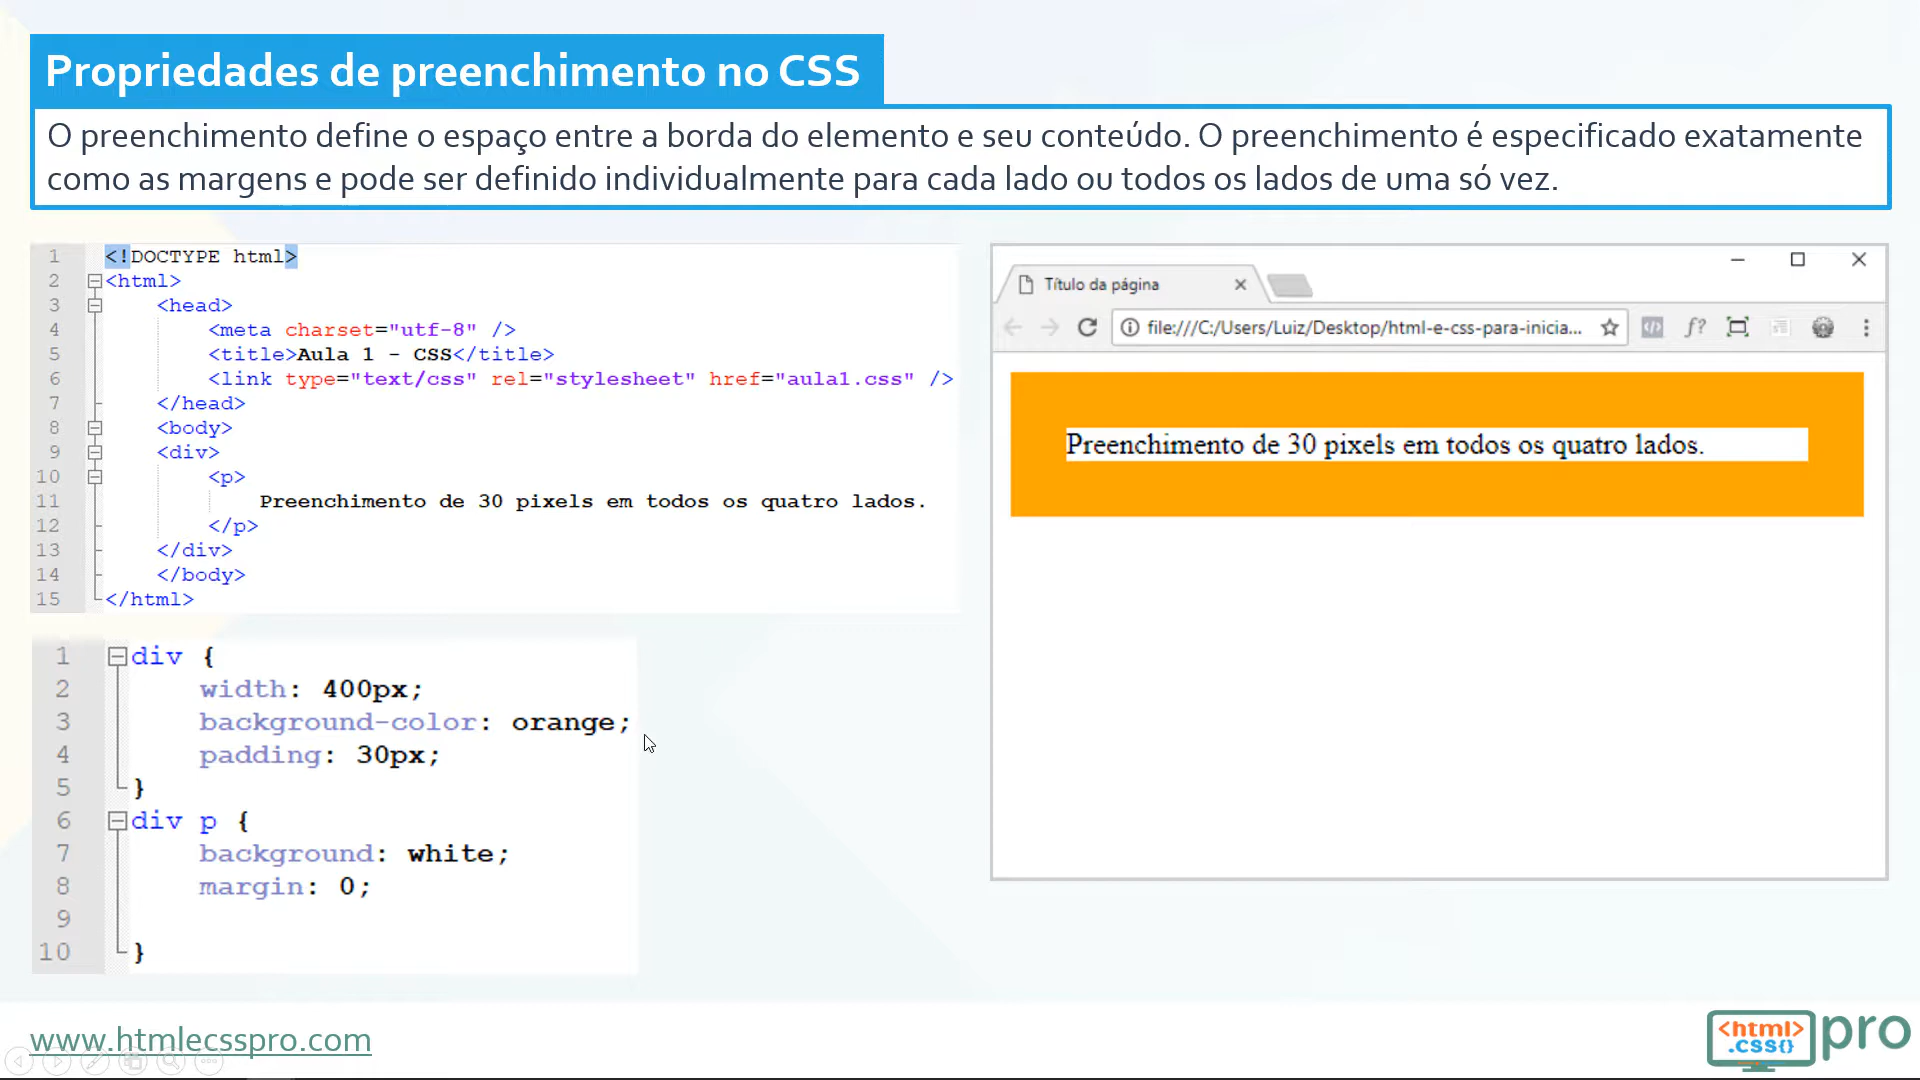 Propriedades de preenchimento no CSS
O preenchimento define o espaço entre a borda do elemento e seu conteúdo. O preenchimento é especificado exatamente
como as margens e pode ser definido individualmente para cada lado ou todos os lados de uma só vez.
1 <!DOCTYPE html>
2 <html>
3 <head>
4 <meta charset="utf-8" />
5 <title>Aula 1 - CSS</title>
6 <link type="text/css" rel="stylesheet" href="aula1.css" />
7 </head>
8 <body>
9 <div>
10 <p>
11 Preenchimento de 30 pixels em todos os quatro lados.
12 </p>
13 </div>
14 </body>
15 </html>
Título da página
file:///C:/Users/Luiz/Desktop/html-e-css-para-inicia...
f?
Preenchimento de 30 pixels em todos os quatro lados.
1 div {
2 width: 400px;
3 background-color: orange;
4 padding: 30px;
5 }
6 div p {
7 background: white;
8 margin: 0;
9
10 }
www.htmlecsspro.com
<html>
.CSS{}
pro